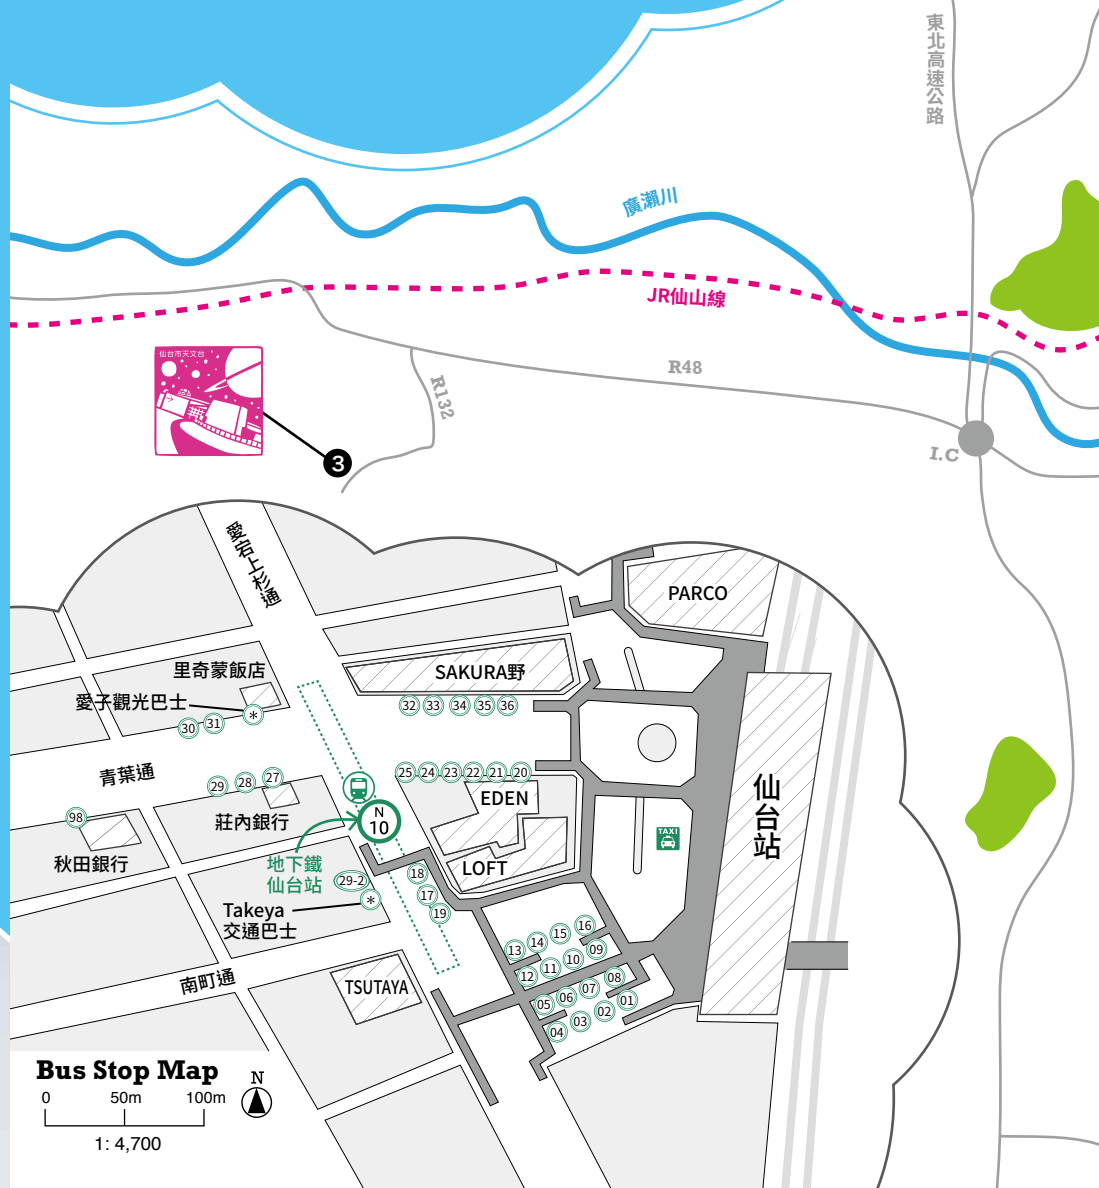 東北高速公路
廣瀨川
JR仙山線
仙台市天文台
R48
R132
3
I.C
愛宕上杉通
PARCO
里奇蒙飯店
SAKURA野
愛子觀光巴士
*
32 33 34 35 36
30 31
青葉通
25 24 23 22 21 20
29 28 27
EDEN
仙台站
N
10
98
莊內銀行
TAXI
秋田銀行
地下鐵
仙台站
LOFT
29-2
18
17
19
*
Takeya
交通巴士
13 14 15 16
12 11 10 09
南町通
TSUTAYA
05 06 07 08
04 03 02 01
Bus Stop Map
N
0 50m 100m
1: 4,700